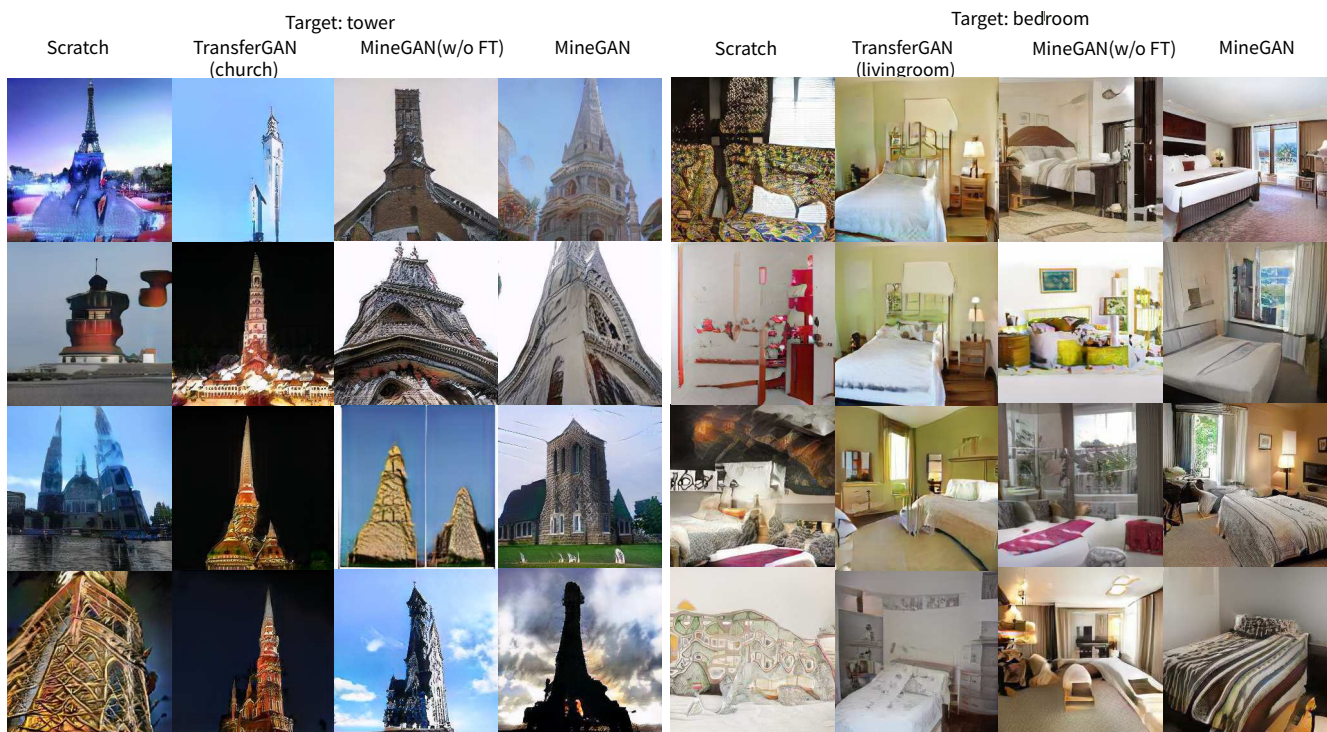 Target: tower
Scratch
TransferGAN
(church)
MineGAN(w/o FT)
MineGAN
Target: bedroom
Scratch
TransferGAN
(livingroom)
MineGAN(w/o FT)
MineGAN